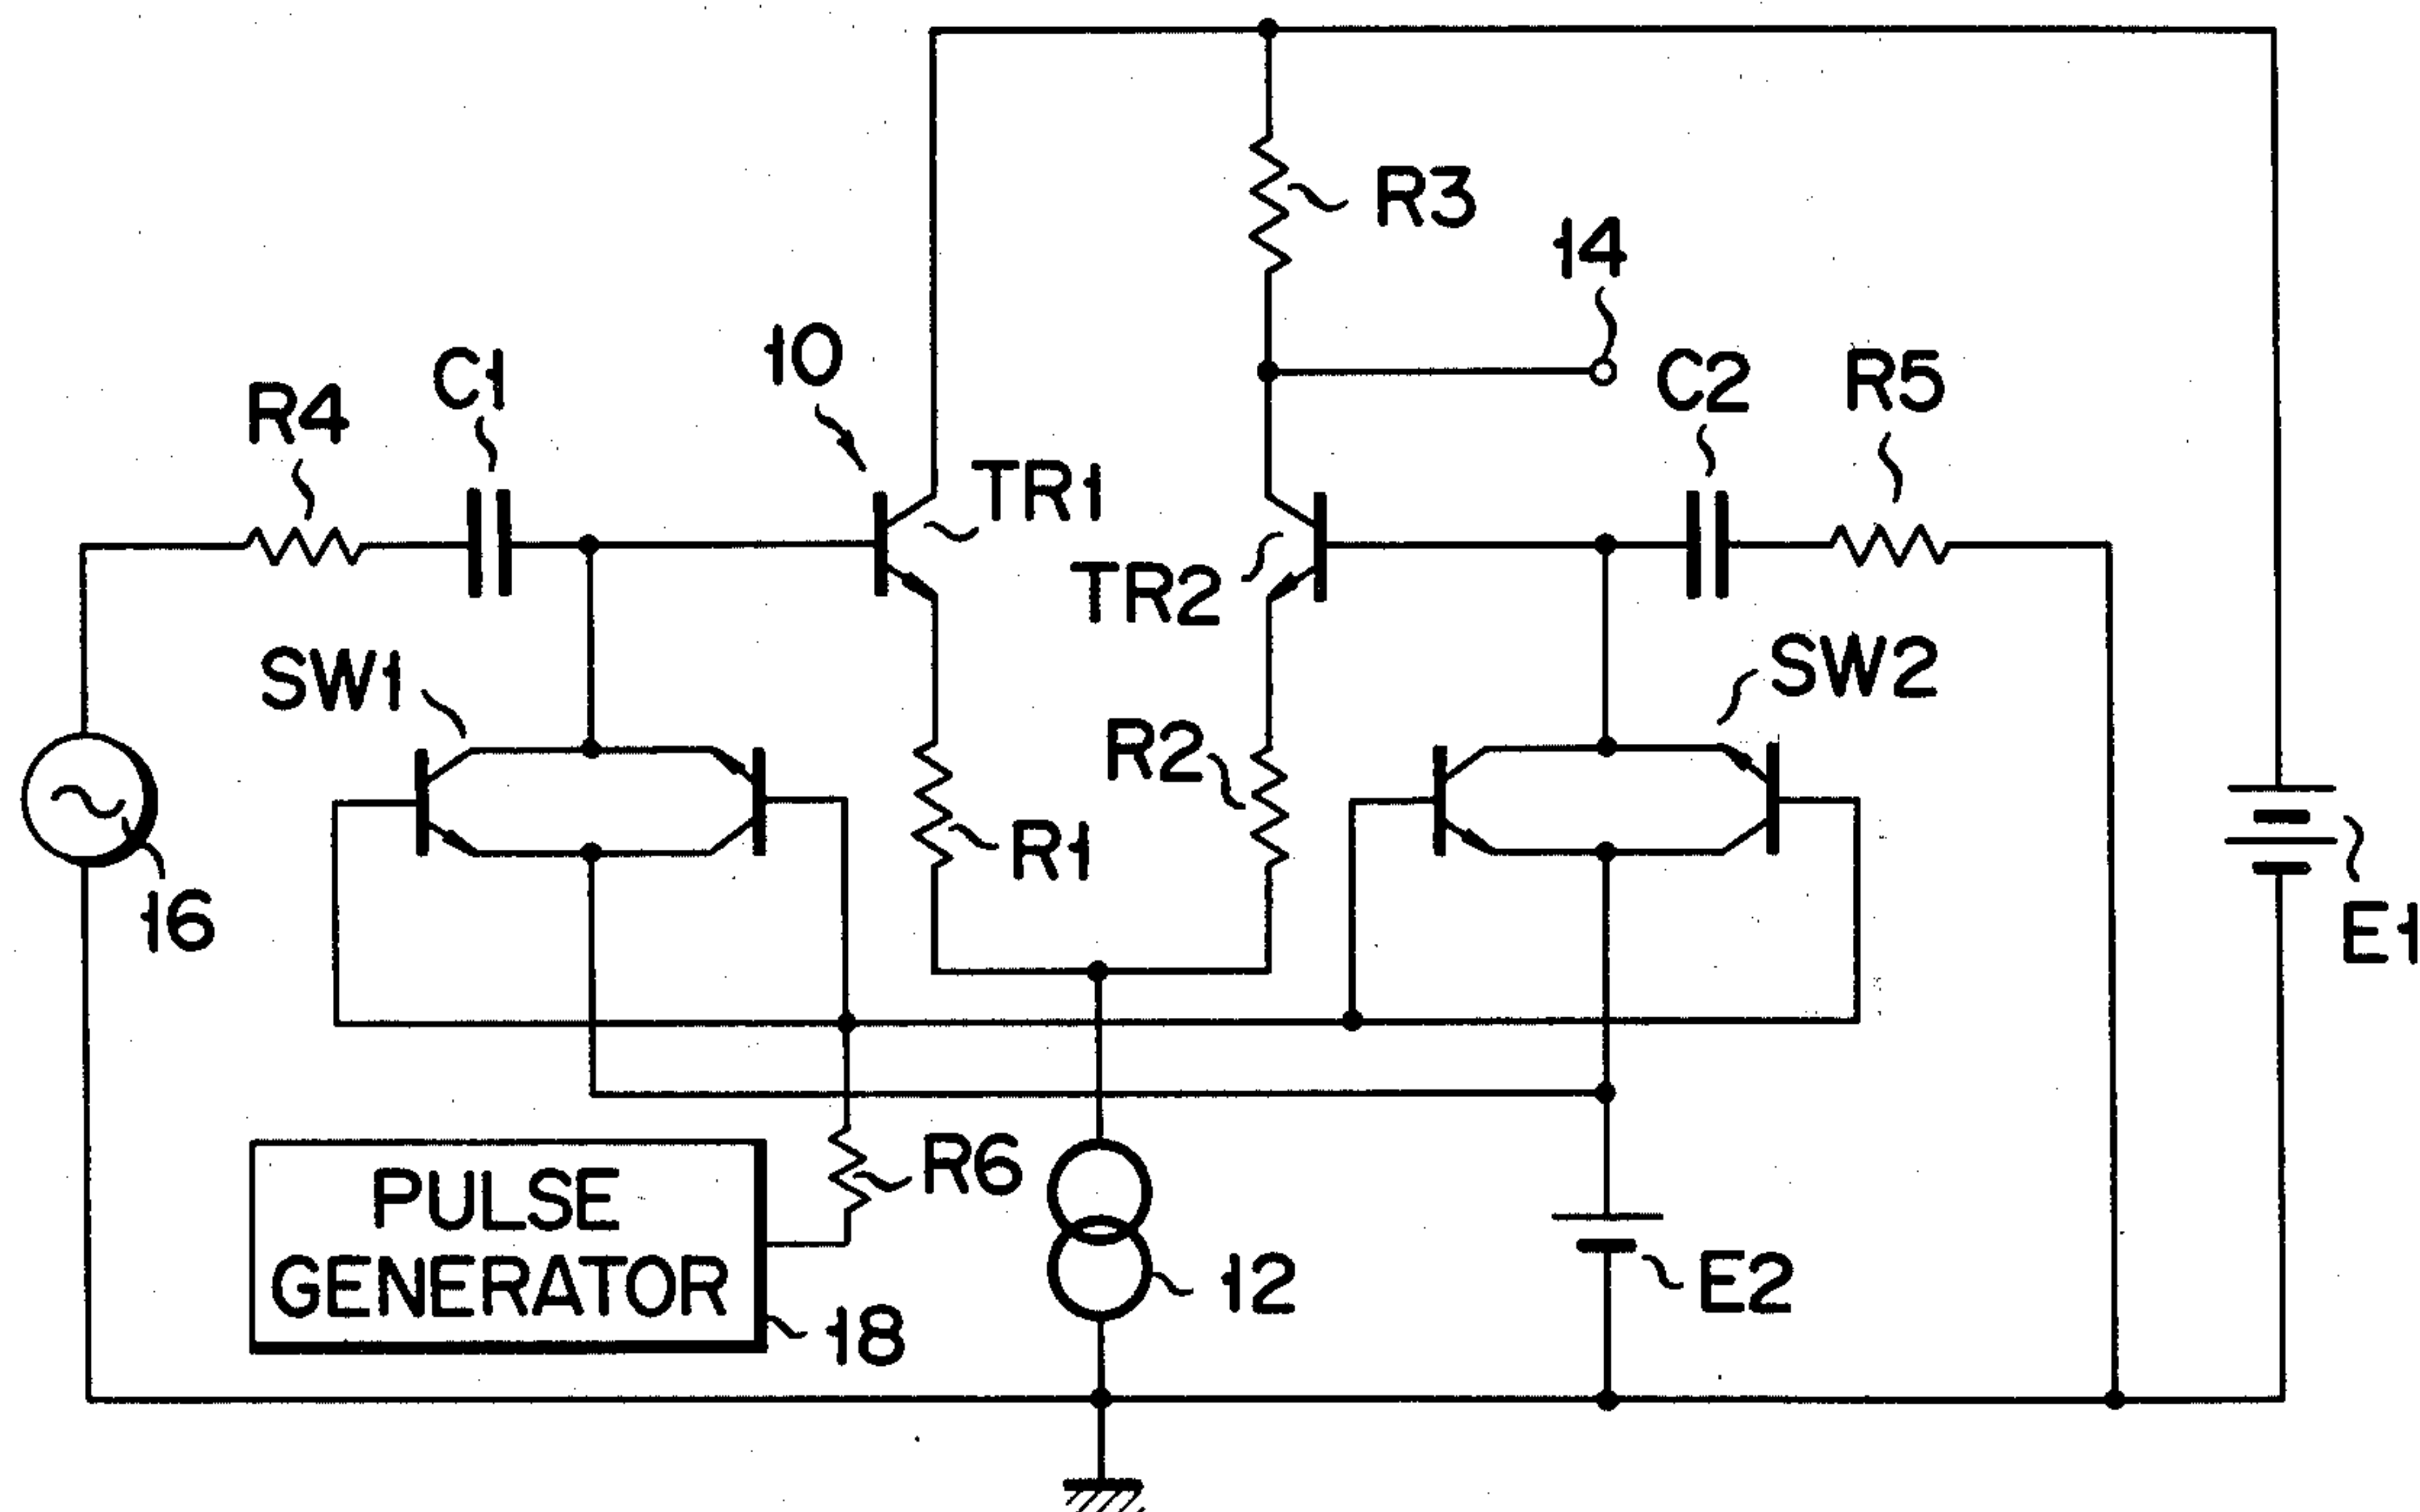 R3
14
10
C1
C2
R5
R4
TR1
TR2
SW1
SW2
R2
R1
16
E1
R6
PULSE
GENERATOR
12
E2
18